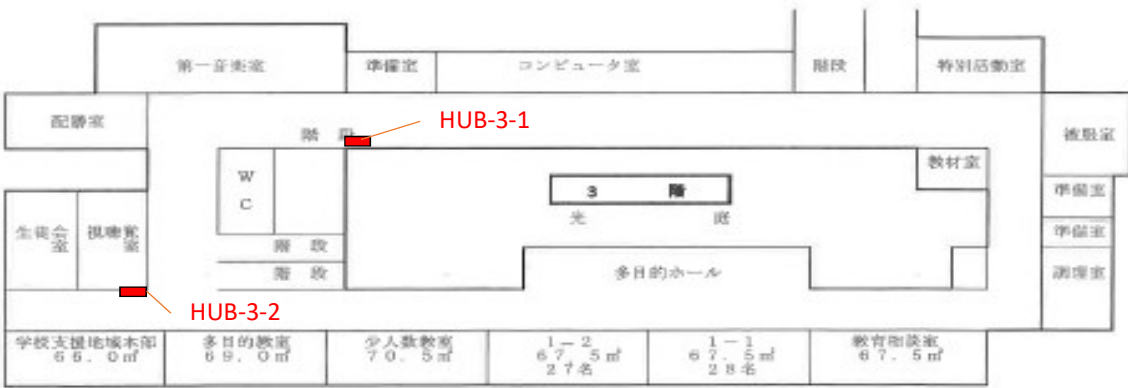 第一音楽室
準備室
コンピュータ室
階段
特別活動室
配膳室
HUB-3-1
階 段
被服室
WC
教材室
3 階
光 庭
準備室
生徒会室
視聴覚室
準備室
階 段
階 段
多目的ホール
調理室
HUB-3-2
学校支援地域本部
66.0㎡
多目的教室
69.0㎡
少人数教室
70.5㎡
1-2
67.5㎡
27名
1-1
67.5㎡
28名
教育相談室
67.5㎡